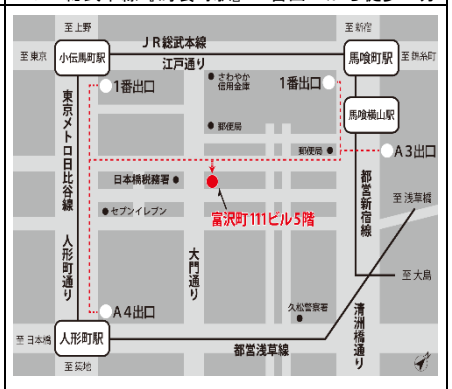 至上野
至新宿
JR総武本線
至東京
小伝馬町駅
江戸通り
馬喰町駅
至錦糸町
1番出口
さわやか
信用金庫
1番出口
馬喰横山駅
郵便局
東京メトロ日比谷線
郵便局
A3出口
日本橋税務署
都営新宿線
至浅草橋
セブンイレブン
富沢町111ビル5階
人形町通り
大門通り
至大島
A4出口
久松警察署
清洲橋通り
至日本橋
人形町駅
都営浅草線
至築地